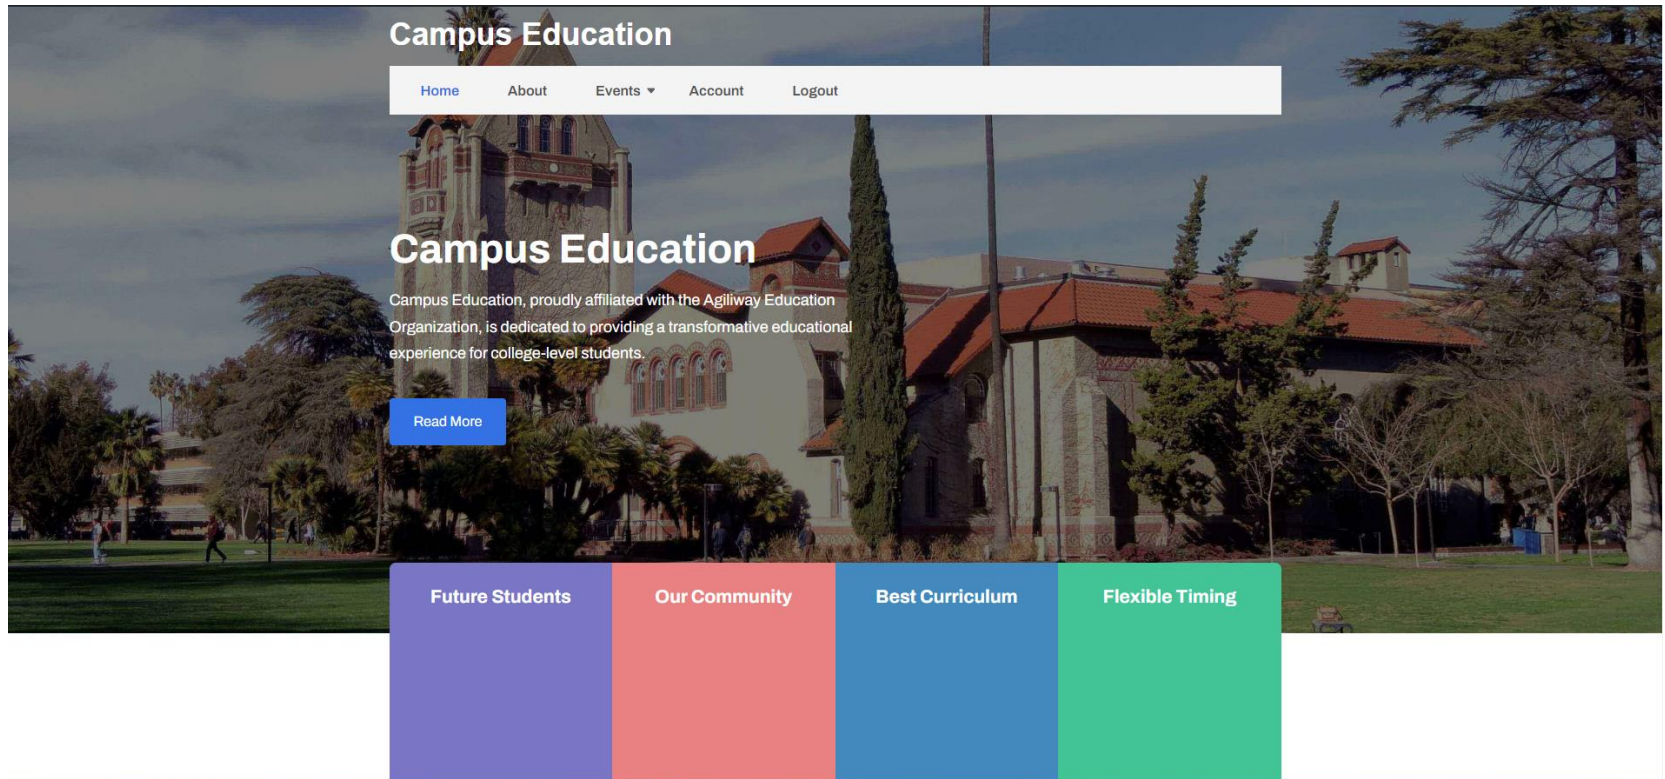 Campus Education
Home About Events Account Logout
Campus Education
Campus Education, proudly affiliated with the Agiliway Education
Organization, is dedicated to providing a transformative educational
experience for college-level students.
Read More
Future Students Our Community Best Curriculum Flexible Timing